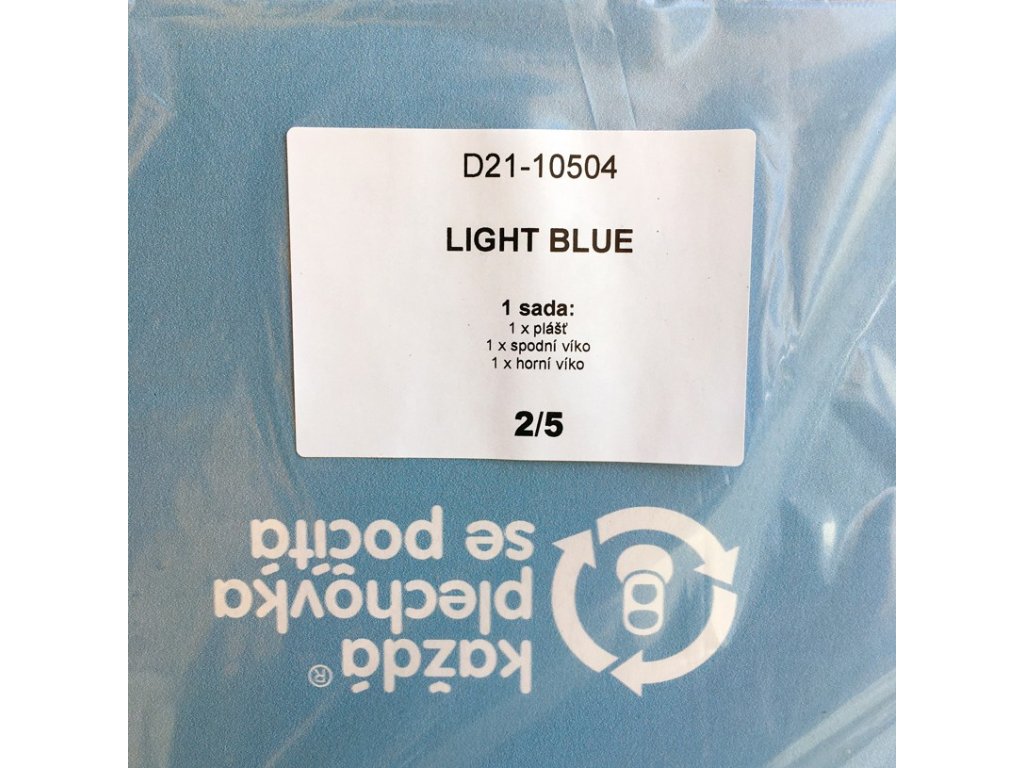 D21-10504
LIGHT BLUE
1 sada:
1 x plášť
1 x spodní víko
1 x horní víko
2/5
každá ®
plechovka
se počítá